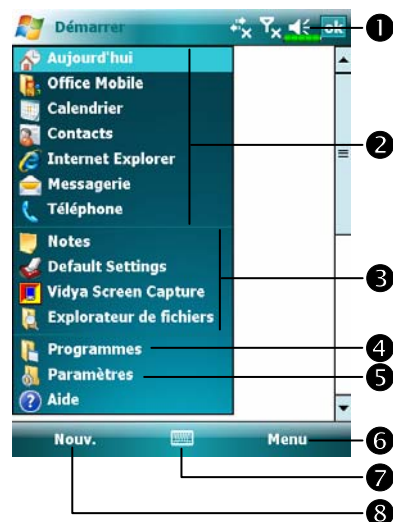 Démarrer
ok
1
Aujourd'hui
Office Mobile
Calendrier
Contacts
Internet Explorer
2
Messagerie
Téléphone
Notes
Default Settings
3
Vidya Screen Capture
Explorateur de fichiers
Programmes
4
Paramètres
5
Aide
Nouv.
Menu
6
7
8